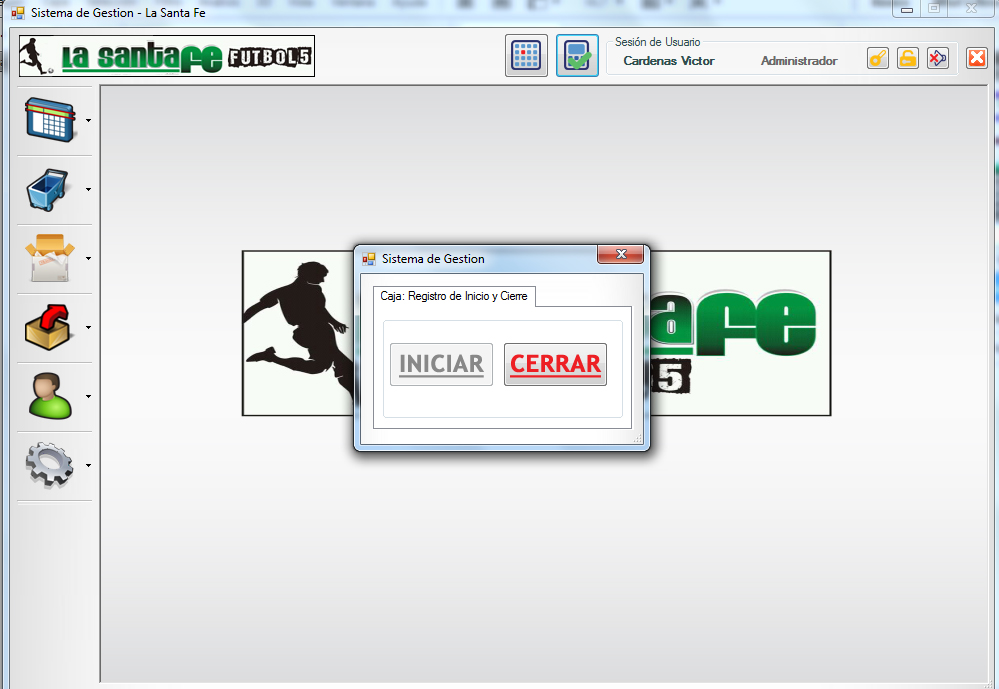 Sistema de Gestion - La Santa Fe
La Santafe FUTBOL5
Sesión de Usuario
Cardenas Victor
Administrador
Sistema de Gestion
Caja: Registro de Inicio y Cierre
INICIAR
CERRAR
afe
5